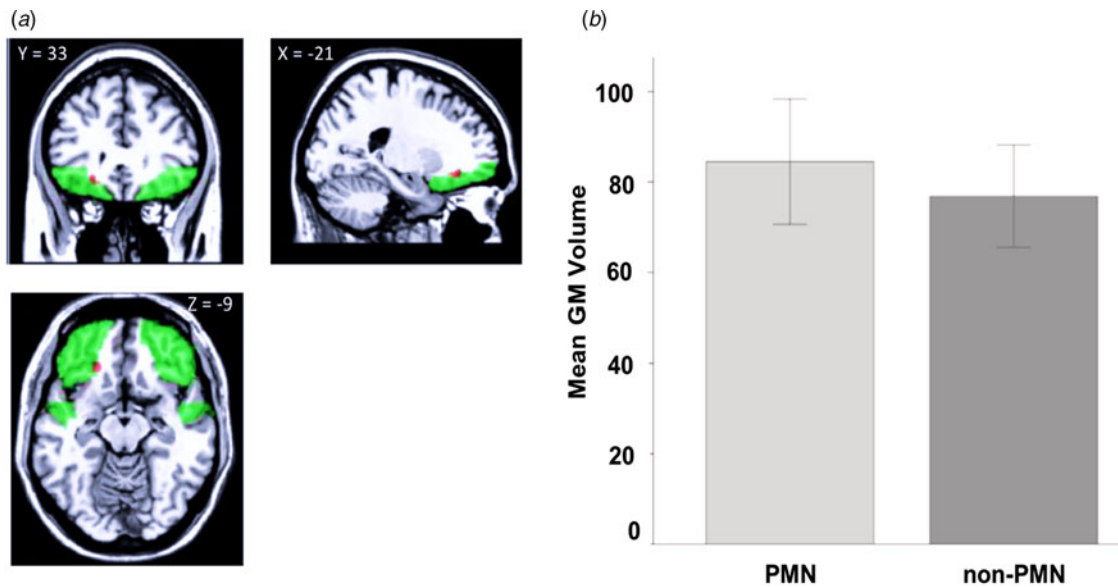 (a)
Y = 33
X = -21
Z = -9
(b)
Mean GM Volume
100
80
60
40
20
0
PMN
non-PMN